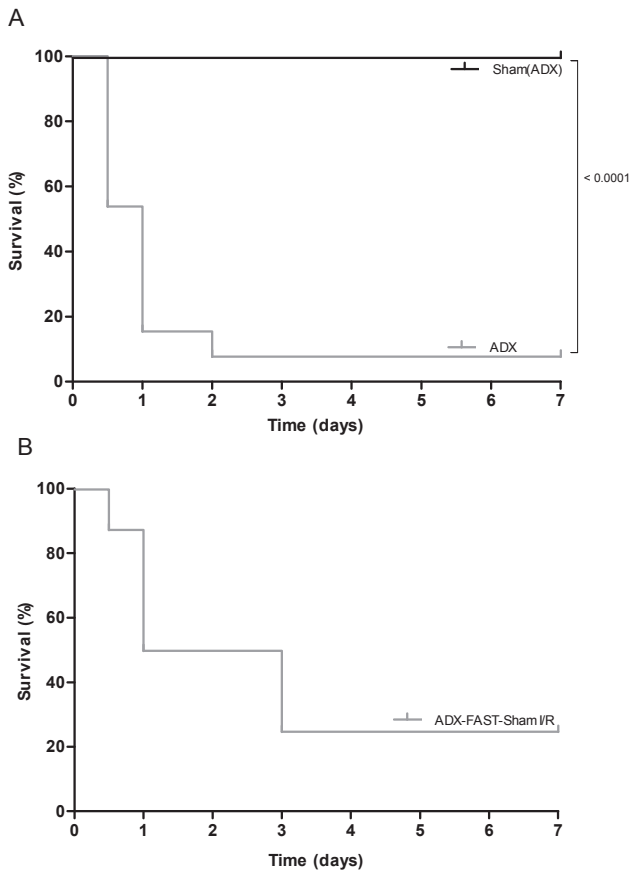 A
100
80
60
40
20
0
Survival (%)
Sham(ADX)
< 0.0001
ADX
0 1 2 3 4 5 6 7
Time (days)
B
100
80
60
40
20
0
Survival (%)
ADX-FAST-Sham I/R
0 1 2 3 4 5 6 7
Time (days)